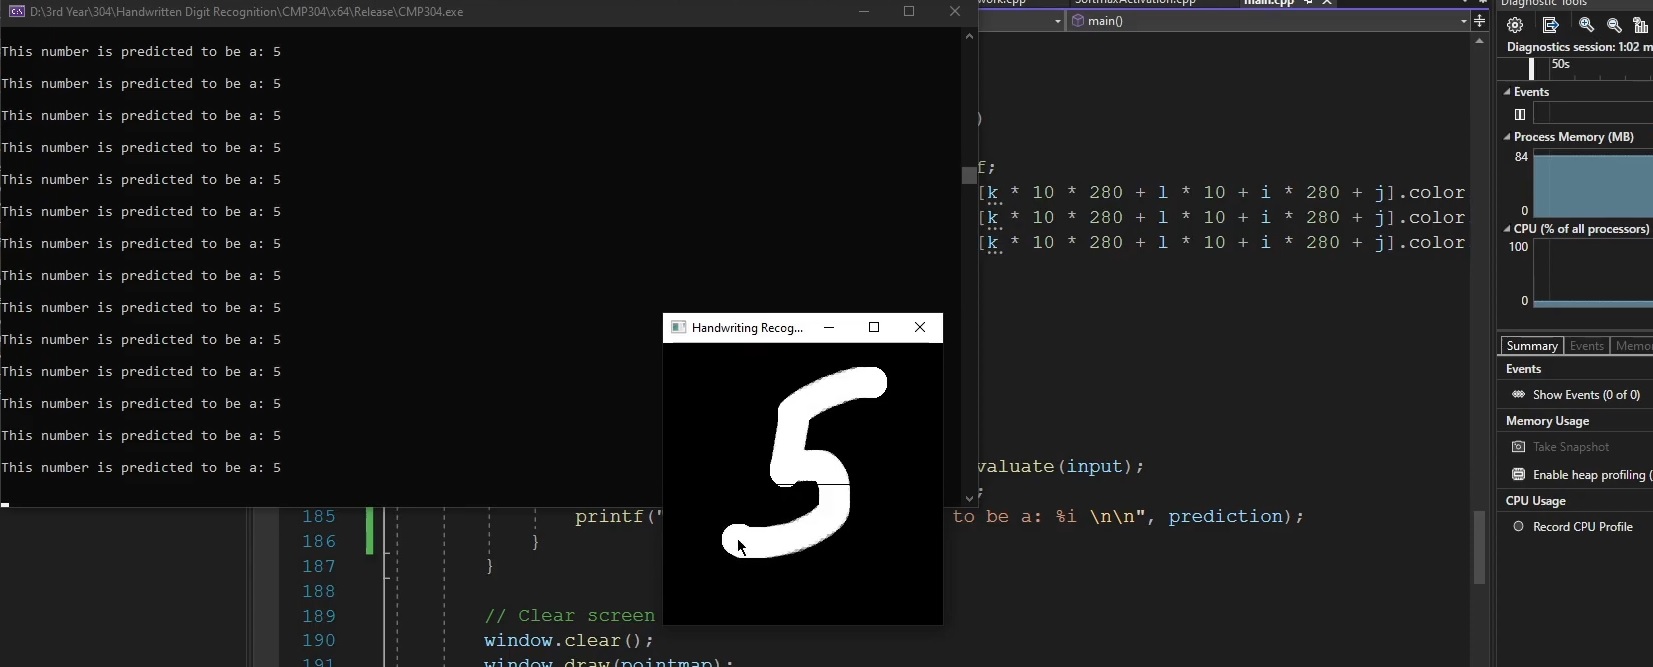 D:\3rd Year\304\Handwritten Digit Recognition\CMP304\x64\Release\CMP304.exe
This number is predicted to be a: 5
This number is predicted to be a: 5
This number is predicted to be a: 5
This number is predicted to be a: 5
This number is predicted to be a: 5
This number is predicted to be a: 5
This number is predicted to be a: 5
This number is predicted to be a: 5
This number is predicted to be a: 5
This number is predicted to be a: 5
This number is predicted to be a: 5
This number is predicted to be a: 5
This number is predicted to be a: 5
This number is predicted to be a: 5
Handwriting Recog...
5
main.cpp
main()
)
f;
[k * 10 * 280 + l * 10 + i * 280 + j].color
[k * 10 * 280 + l * 10 + i * 280 + j].color
[k * 10 * 280 + l * 10 + i * 280 + j].color
valuate(input);
;
185 printf(" to be a: %i \n\n", prediction);
186 }
187 }
188
189 // Clear screen
190 window.clear();
191 window.draw(pointmap);
Diagnostic Tools
Diagnostics session: 1:02 m
50s
Events
Process Memory (MB)
84
0
CPU (% of all processors)
100
0
Summary Events Memo
Events
Show Events (0 of 0)
Memory Usage
Take Snapshot
Enable heap profiling (
CPU Usage
Record CPU Profile